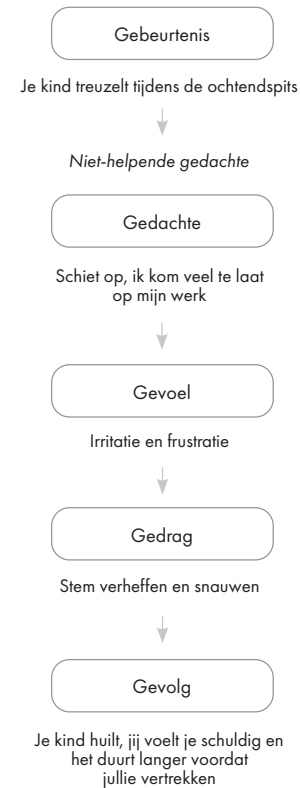 Gebeurtenis
Je kind treuzelt tijdens de ochtendspits
Niet-helpende gedachte
Gedachte
Schiet op, ik kom veel te laat
op mijn werk
Gevoel
Irritatie en frustratie
Gedrag
Stem verheffen en snauwen
Gevolg
Je kind huilt, jij voelt je schuldig en
het duurt langer voordat
jullie vertrekken